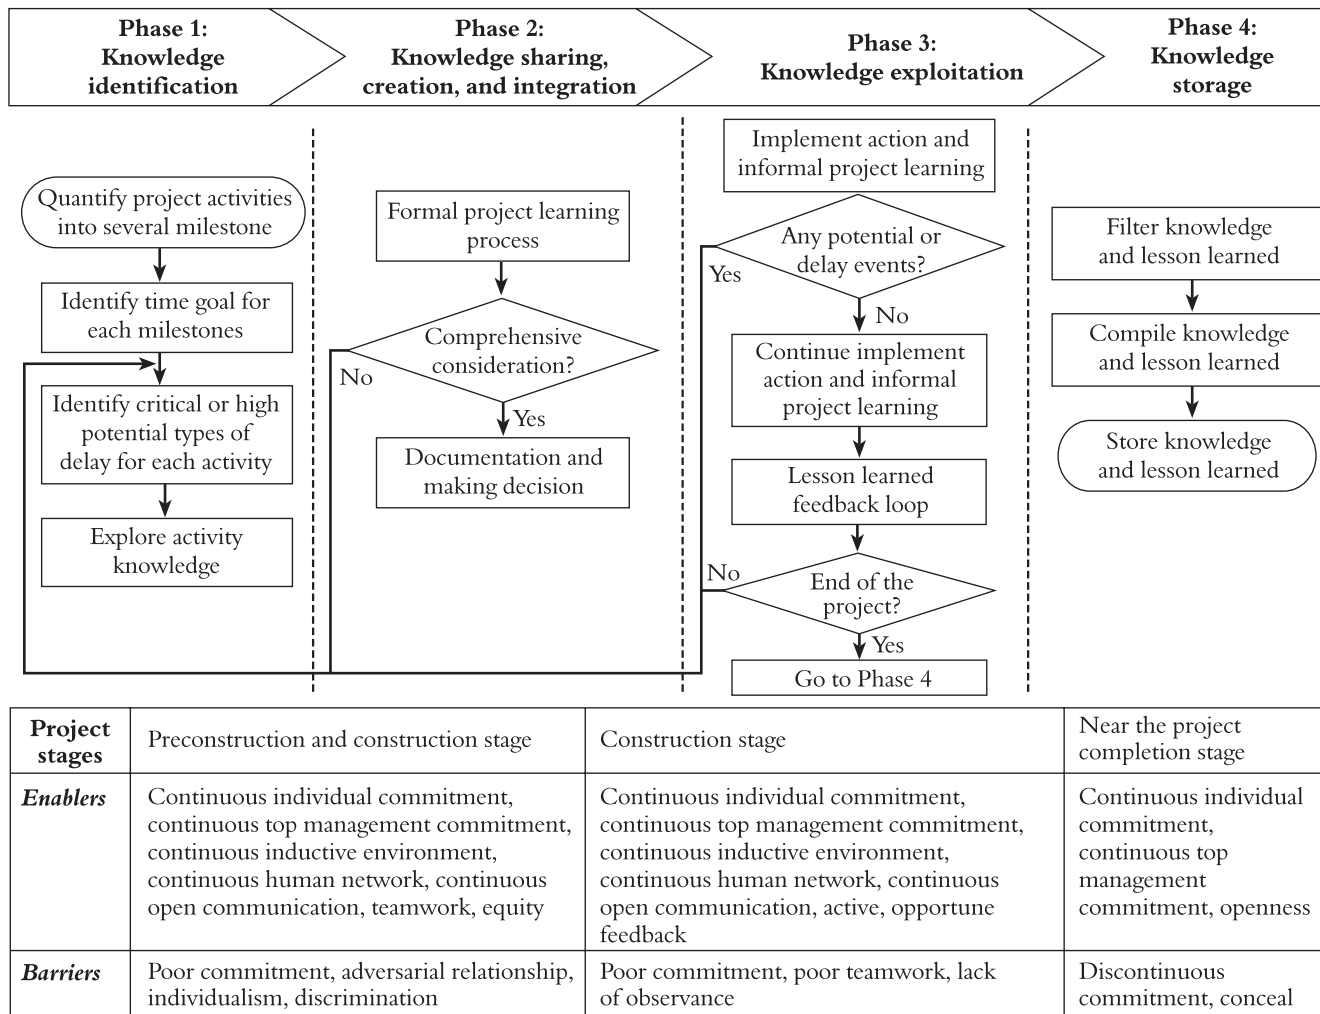 Phase 1:
Knowledge
identification
Phase 2:
Knowledge sharing,
creation, and integration
Phase 3:
Knowledge exploitation
Phase 4:
Knowledge
storage
Quantify project activities
into several milestone
Identify time goal for
each milestones
Identify critical or high
potential types of
delay for each activity
Explore activity
knowledge
Formal project learning
process
Comprehensive
consideration?
No
Yes
Documentation and
making decision
Implement action and
informal project learning
Any potential or
delay events?
Yes
No
Continue implement
action and informal
project learning
Lesson learned
feedback loop
No
End of the
project?
Yes
Go to Phase 4
Filter knowledge
and lesson learned
Compile knowledge
and lesson learned
Store knowledge
and lesson learned
Project
stages
Preconstruction and construction stage
Construction stage
Near the project
completion stage
Enablers
Continuous individual commitment,
continuous top management commitment,
continuous inductive environment,
continuous human network, continuous
open communication, teamwork, equity
Continuous individual commitment,
continuous top management commitment,
continuous inductive environment,
continuous human network, continuous
open communication, active, opportune
feedback
Continuous individual
commitment,
continuous top
management
commitment, openness
Barriers
Poor commitment, adversarial relationship,
individualism, discrimination
Poor commitment, poor teamwork, lack
of observance
Discontinuous
commitment, conceal